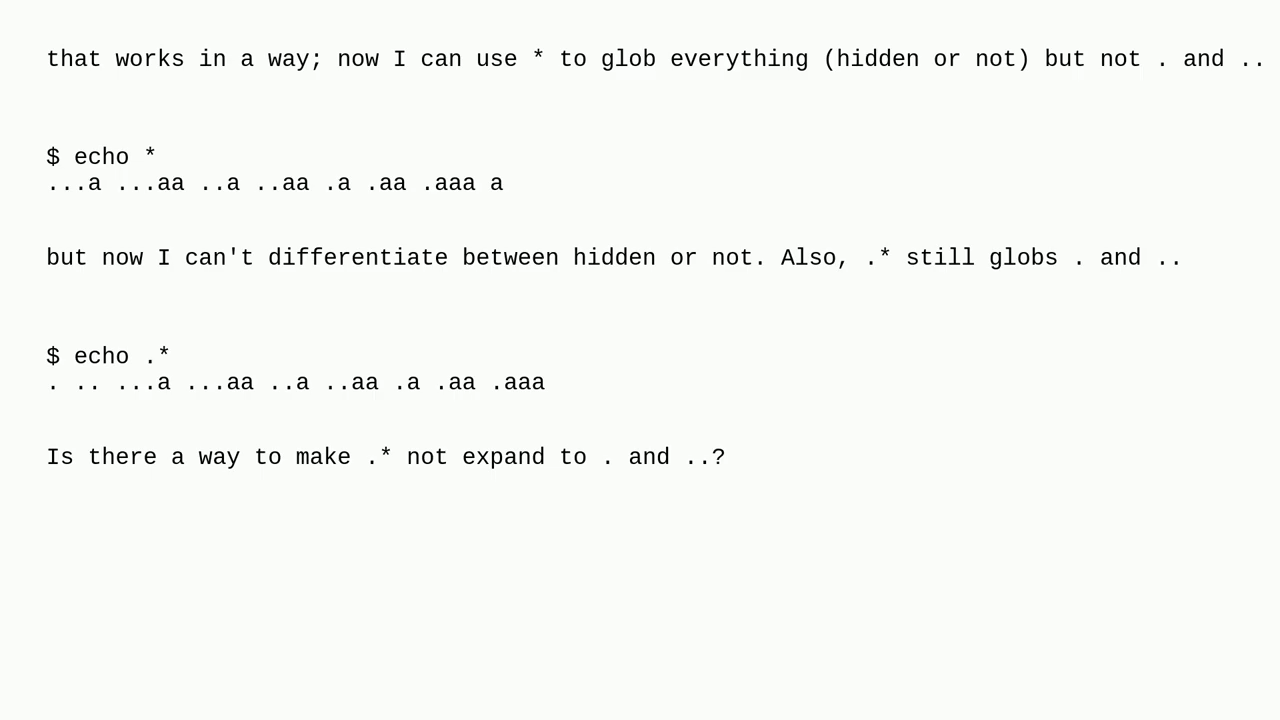 that works in a way; now I can use * to glob everything (hidden or not) but not . and ..
$ echo *
...a ...aa ..a ..aa .a .aa .aaa a
but now I can't differentiate between hidden or not. Also, .* still globs . and ..
$ echo .*
. .. ...a ...aa ..a ..aa .a .aa .aaa
Is there a way to make .* not expand to . and ..?